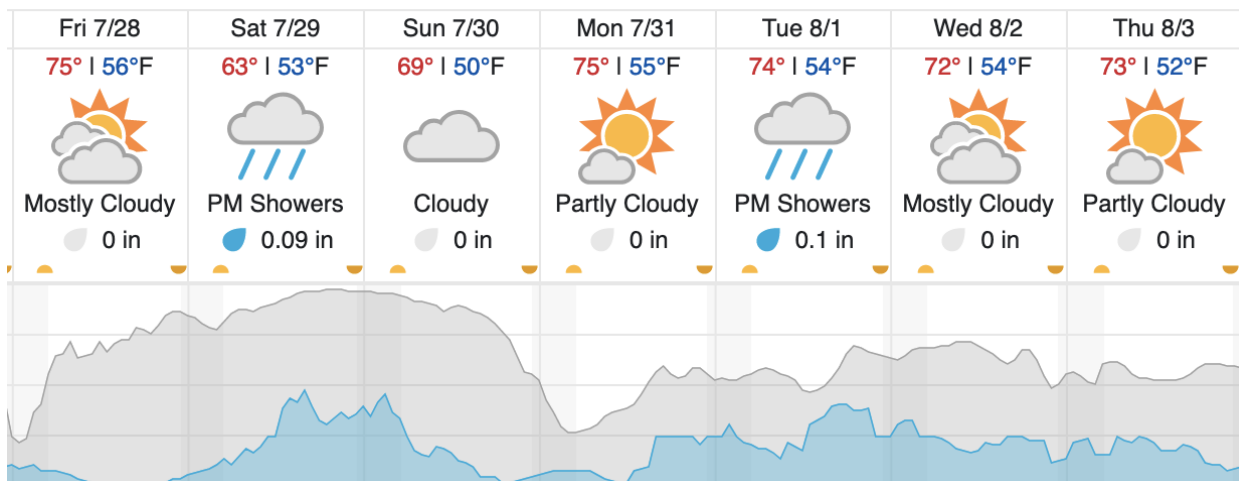 Fri 7/28 Sat 7/29 Sun 7/30 Mon 7/31 Tue 8/1 Wed 8/2 Thu 8/3
75° | 56°F 63° | 53°F 69° | 50°F 75° | 55°F 74° | 54°F 72° | 54°F 73° | 52°F
Mostly Cloudy PM Showers Cloudy Partly Cloudy PM Showers Mostly Cloudy Partly Cloudy
0 in 0.09 in 0 in 0 in 0.1 in 0 in 0 in